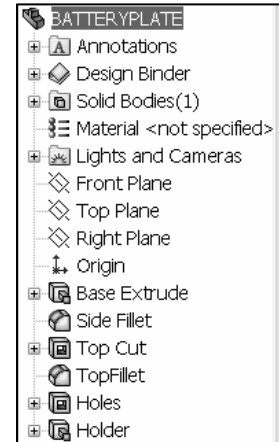 BATTERYPLATE
Annotations
Design Binder
Solid Bodies(1)
Material <not specified>
Lights and Cameras
Front Plane
Top Plane
Right Plane
Origin
Base Extrude
Side Fillet
Top Cut
TopFillet
Holes
Holder